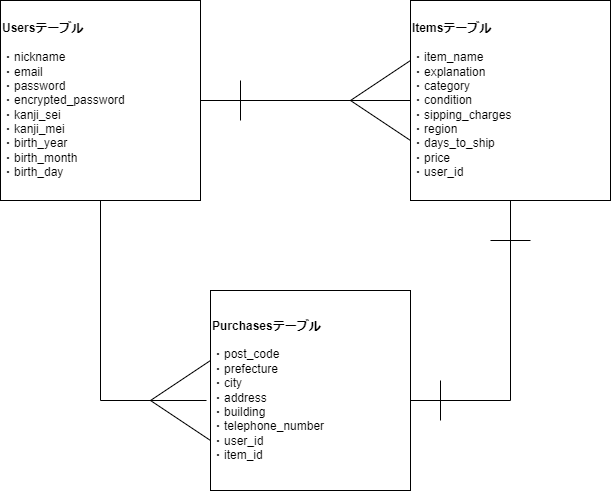 Usersテーブル
・nickname
・email
・password
・encrypted_password
・kanji_sei
・kanji_mei
・birth_year
・birth_month
・birth_day
Itemsテーブル
・item_name
・explanation
・category
・condition
・sipping_charges
・region
・days_to_ship
・price
・user_id
Purchasesテーブル
・post_code
・prefecture
・city
・address
・building
・telephone_number
・user_id
・item_id